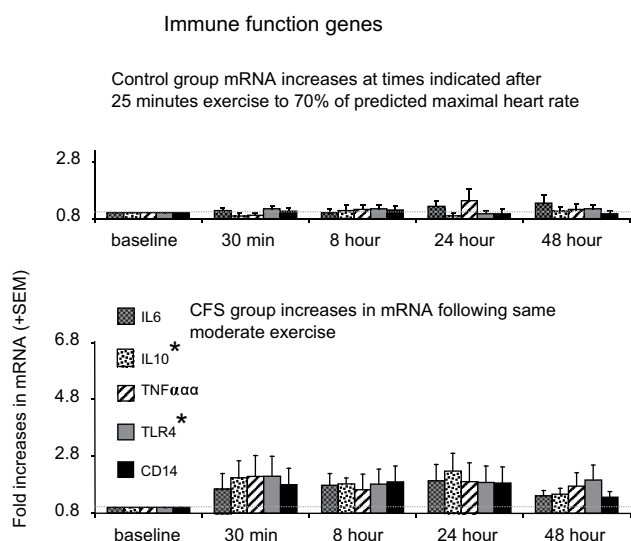 Immune function genes
Control group mRNA increases at times indicated after
25 minutes exercise to 70% of predicted maximal heart rate
2.8
0.8
baseline 30 min 8 hour 24 hour 48 hour
Fold increases in mRNA (+SEM)
CFS group increases in mRNA following same
moderate exercise
6.8
4.8
2.8
0.8
IL6
IL10*
TNFααα
TLR4*
CD14
baseline 30 min 8 hour 24 hour 48 hour